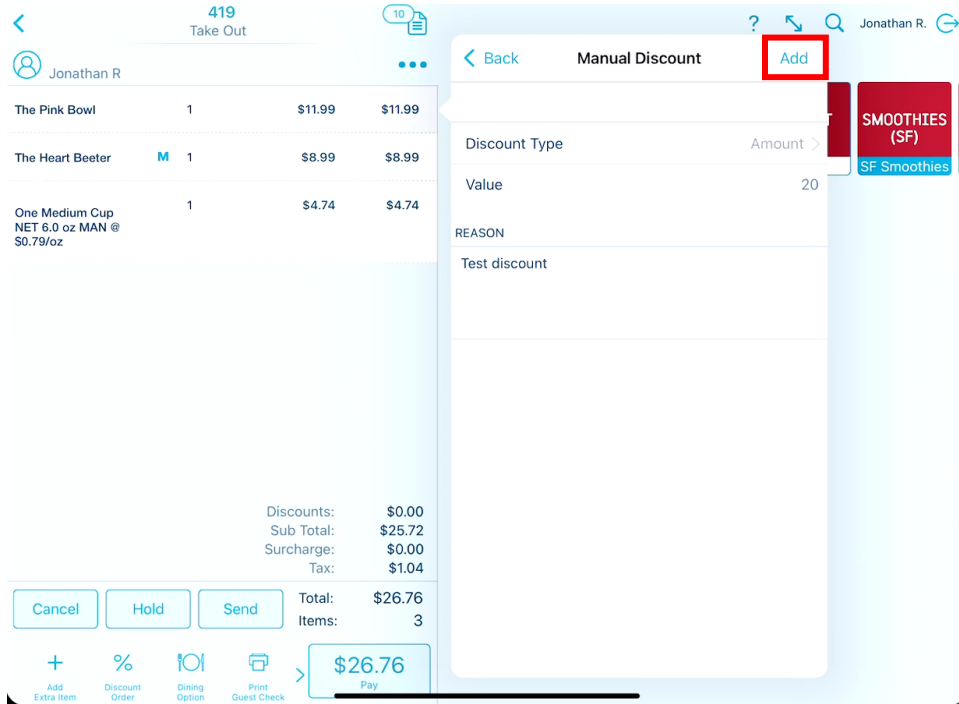 419
Take Out
10
? Jonathan R.
Jonathan R
The Pink Bowl 1 $11.99 $11.99
The Heart Beeter M 1 $8.99 $8.99
One Medium Cup 1 $4.74 $4.74
NET 6.0 oz MAN @
$0.79/oz
Discounts: $0.00
Sub Total: $25.72
Surcharge: $0.00
Tax: $1.04
Cancel
Hold
Send
Total: $26.76
Items: 3
Add
Extra Item
%
Discount
Order
Dining
Option
Print
Guest Check
$26.76
Pay
Back
Manual Discount
Add
Discount Type Amount
Value 20
REASON
Test discount
T
SMOOTHIES
(SF)
SF Smoothies